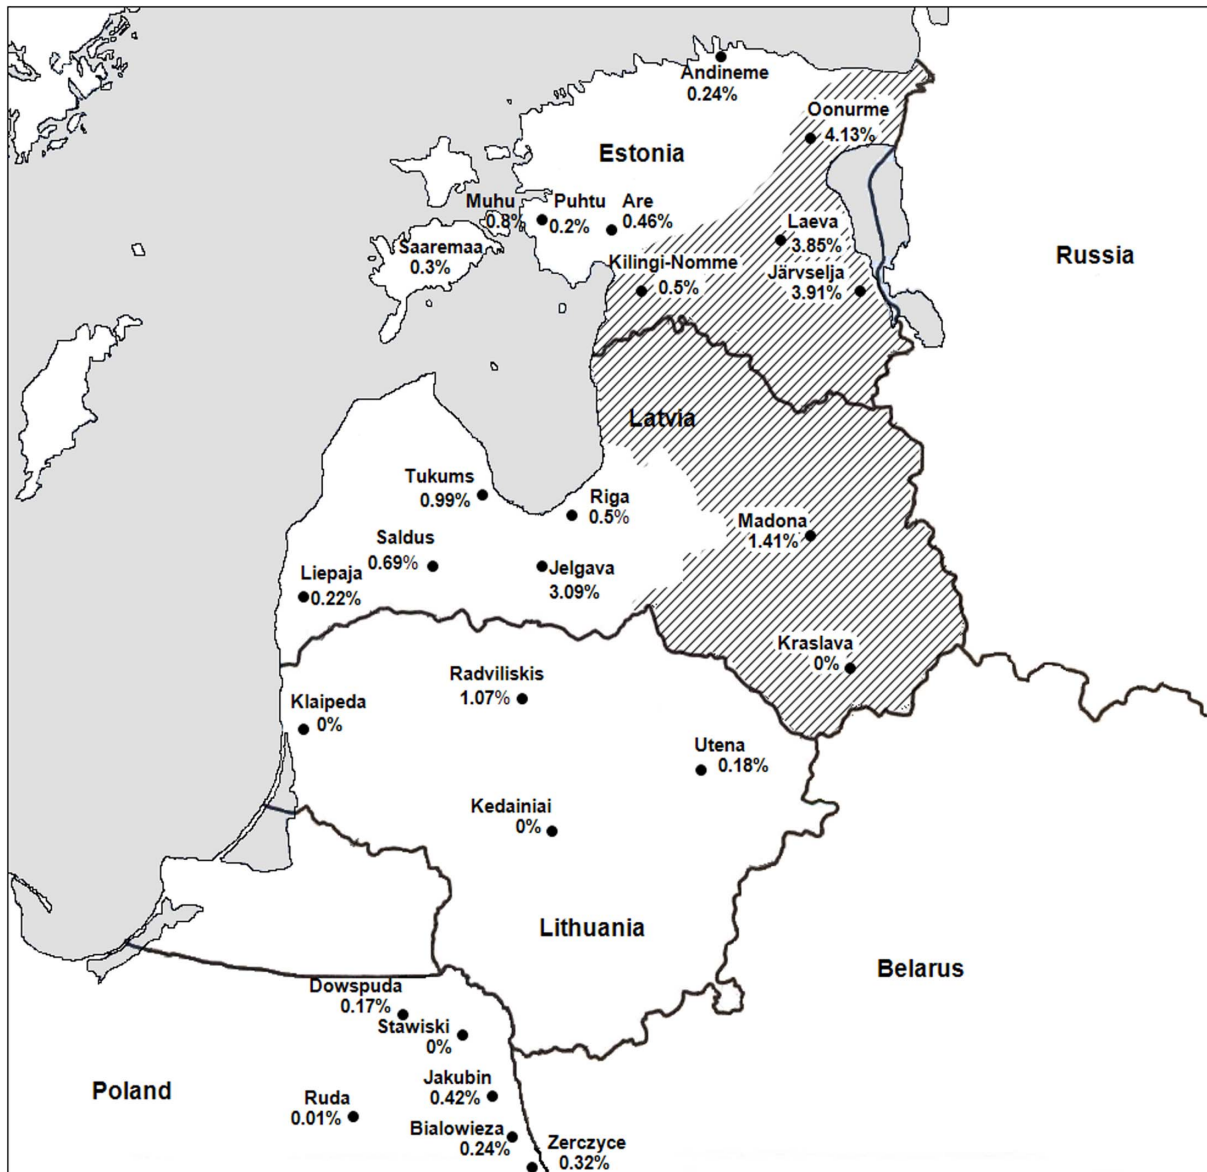 Andineme
0.24%
Oonurme
4.13%
Estonia
Muhu
0.8%
Puhtu
0.2%
Are
0.46%
Laeva
3.85%
Saaremaa
0.3%
Kilingi-Nomme
0.5%
Järvselja
3.91%
Russia
Latvia
Tukums
0.99%
Riga
0.5%
Madona
1.41%
Saldus
0.69%
Liepaja
0.22%
Jelgava
3.09%
Kraslava
0%
Radviliskis
1.07%
Klaipeda
0%
Utena
0.18%
Kedainiai
0%
Lithuania
Belarus
Dowspuda
0.17%
Stawiski
0%
Poland
Jakubin
0.42%
Ruda
0.01%
Bialowieza
0.24%
Zerczyce
0.32%